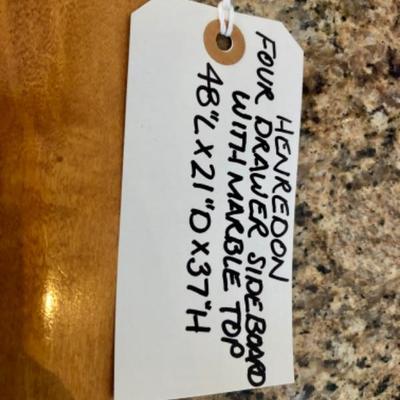 HENREDON
FOUR DRAWER SIDEBOARD
WITH MARBLE TOP
48"L X 21"D X 37"H